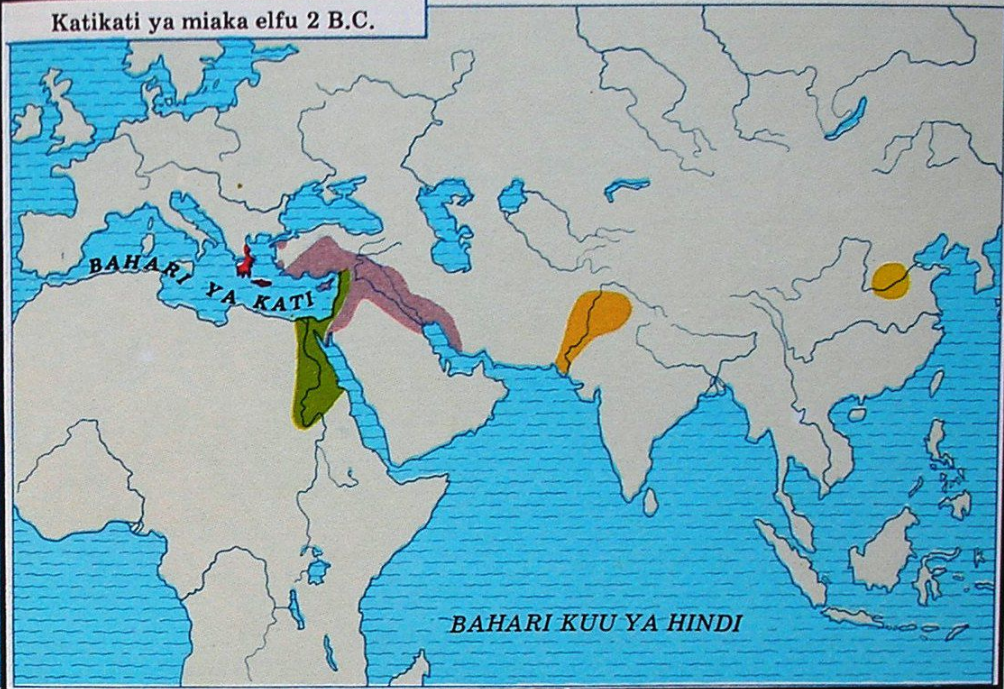 Katikati ya miaka elfu 2 B.C.
BAHARI YA KATI
BAHARI KUU YA HINDI